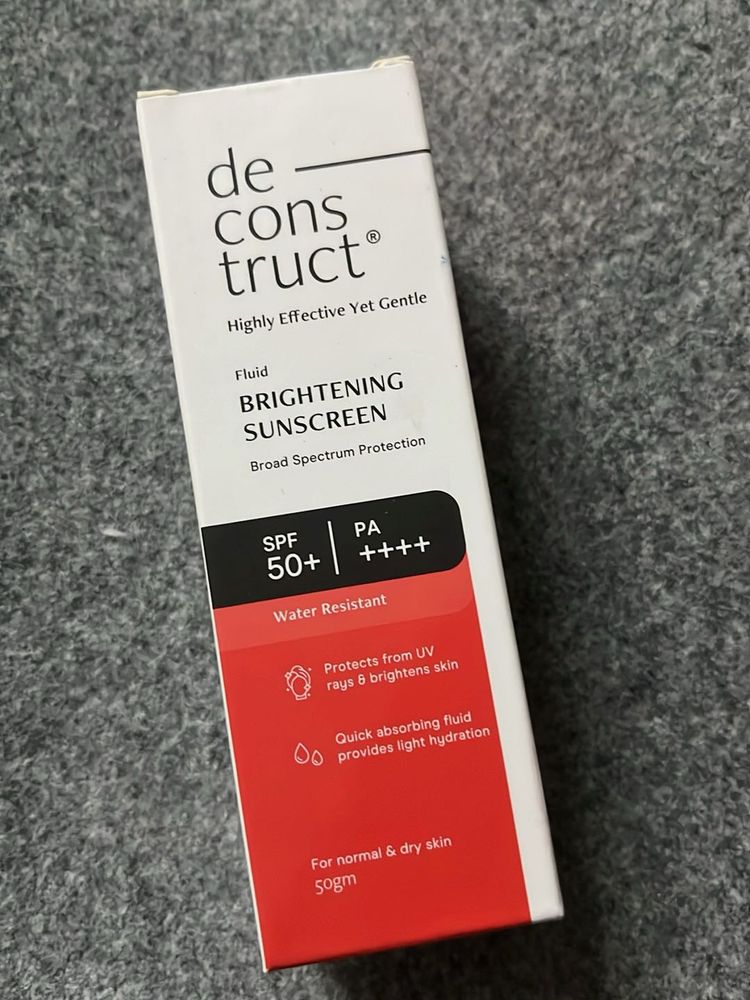 de
cons
truct®
Highly Effective Yet Gentle
Fluid
BRIGHTENING
SUNSCREEN
Broad Spectrum Protection
SPF
50+
PA
++++
Water Resistant
Protects from UV
rays & brightens skin
Quick absorbing fluid
provides light hydration
For normal & dry skin
50gm